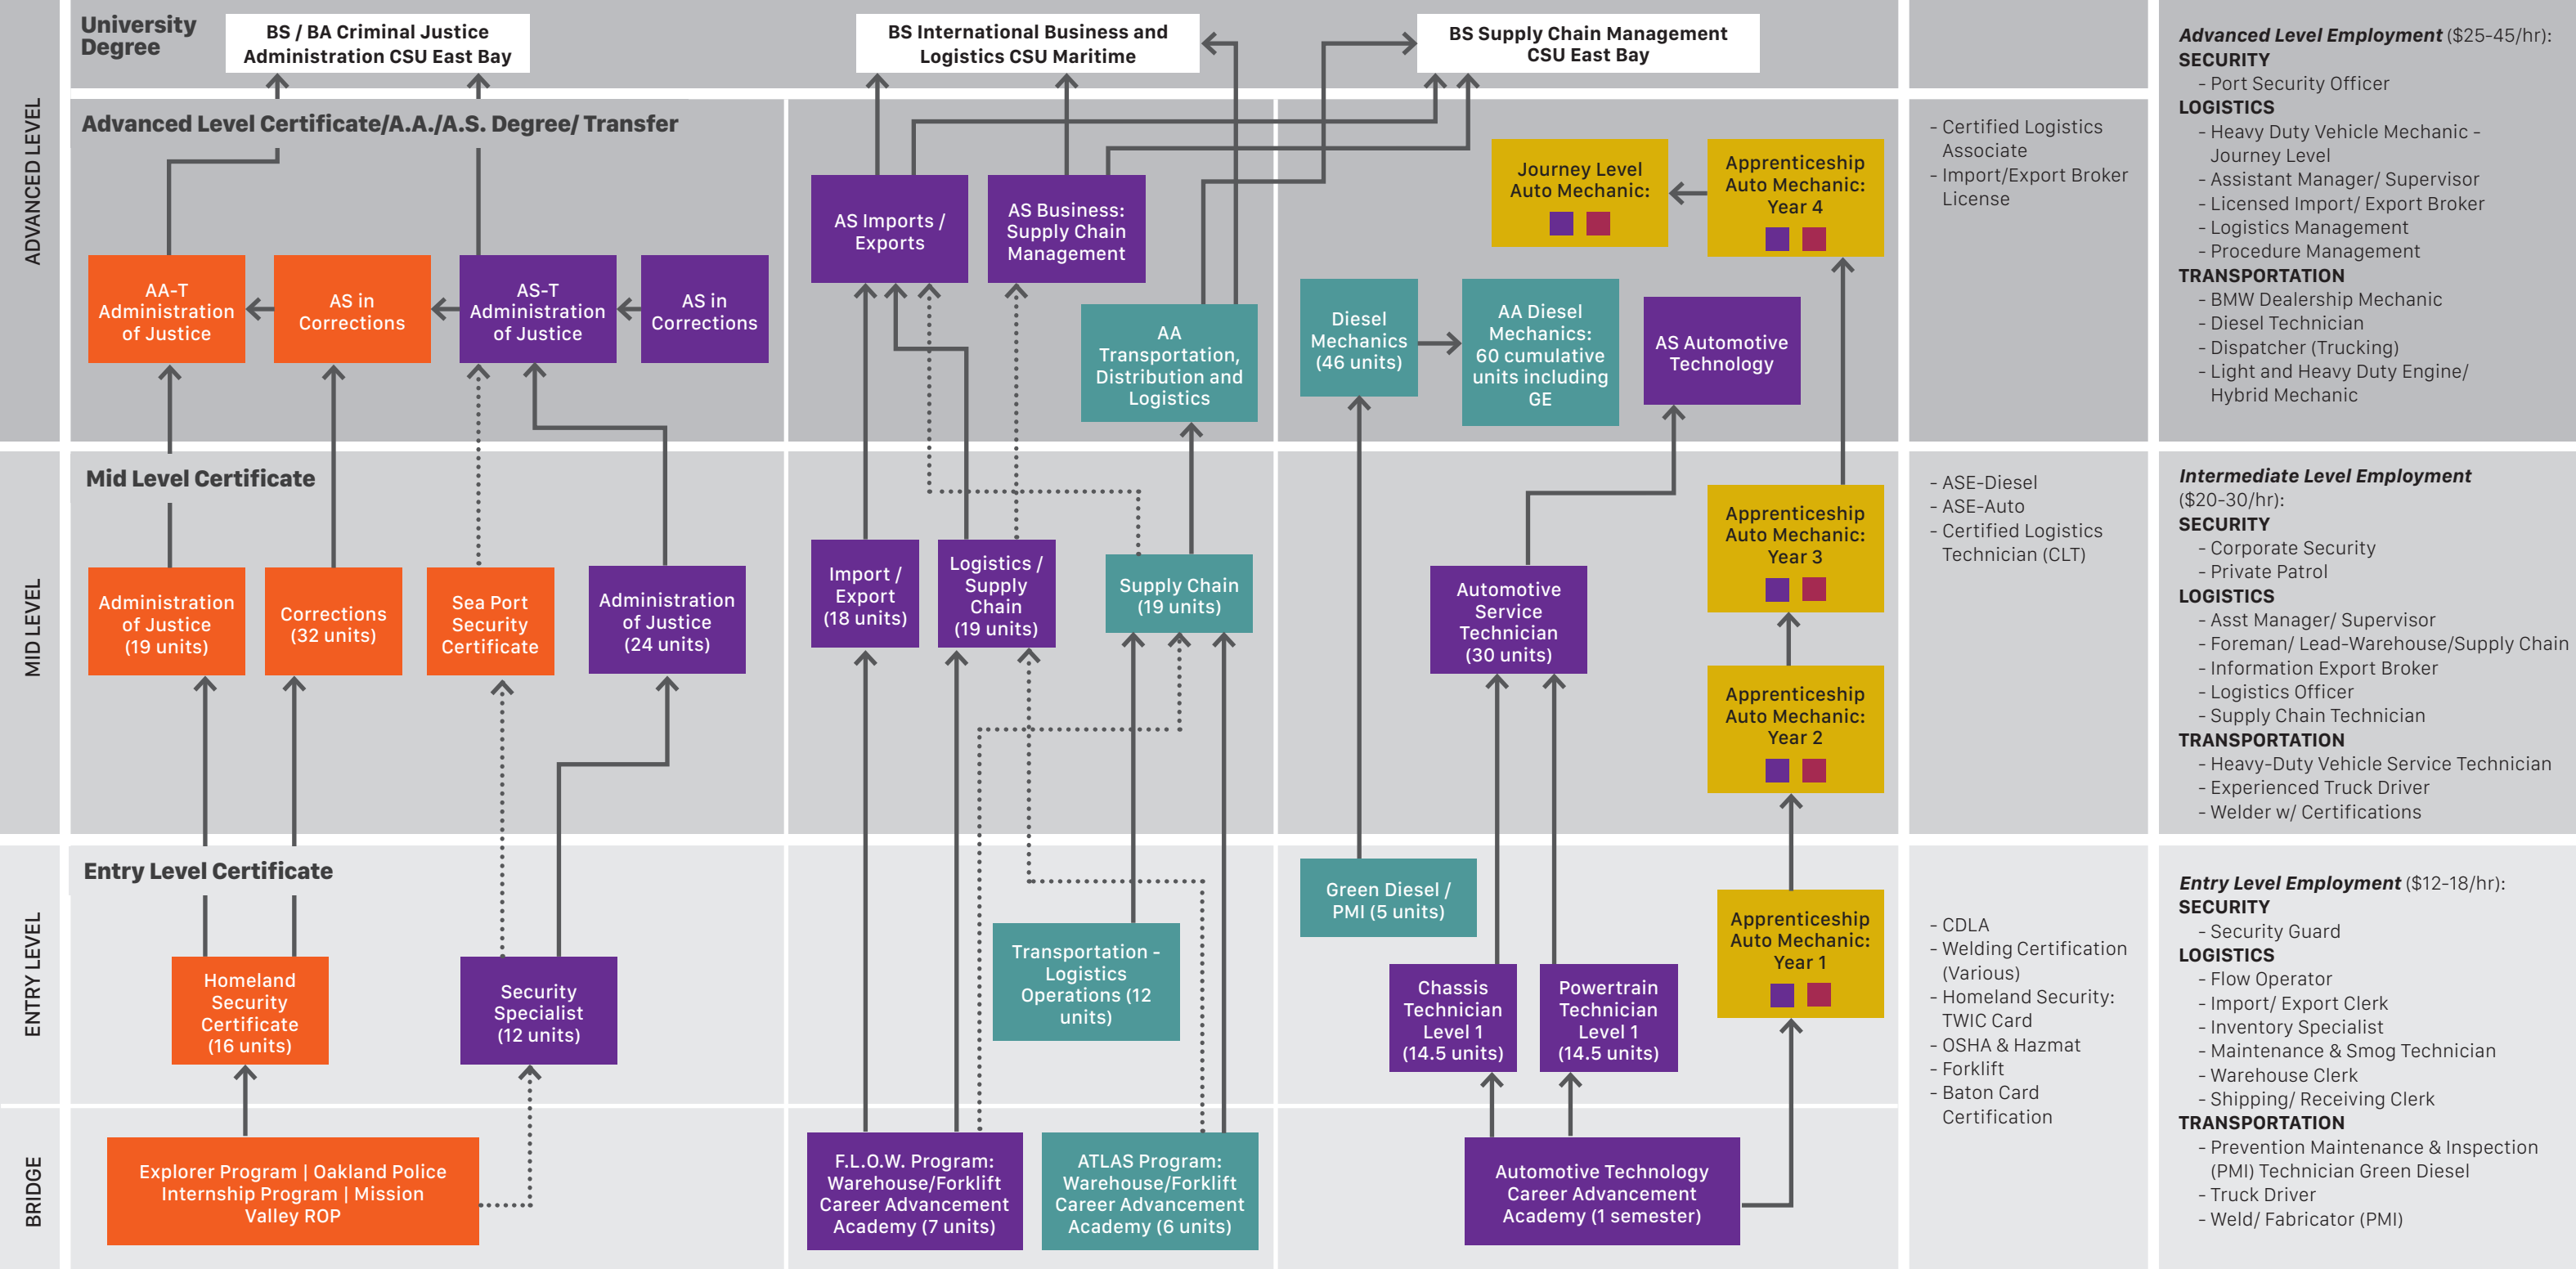 University
Degree
BS / BA Criminal Justice
Administration CSU East Bay
BS International Business and
Logistics CSU Maritime
BS Supply Chain Management
CSU East Bay
ADVANCED LEVEL
Advanced Level Certificate/A.A./A.S. Degree/ Transfer
AA-T
Administration
of Justice
AS in
Corrections
AS-T
Administration
of Justice
AS in
Corrections
AS Imports /
Exports
AS Business:
Supply Chain
Management
AA
Transportation,
Distribution and
Logistics
Journey Level
Auto Mechanic:
Apprenticeship
Auto Mechanic:
Year 4
Diesel
Mechanics
(46 units)
AA Diesel
Mechanics:
60 cumulative
units including
GE
AS Automotive
Technology
- Certified Logistics
Associate
- Import/Export Broker
License
Advanced Level Employment ($25-45/hr):
SECURITY
- Port Security Officer
LOGISTICS
- Heavy Duty Vehicle Mechanic -
Journey Level
- Assistant Manager/ Supervisor
- Licensed Import/ Export Broker
- Logistics Management
- Procedure Management
TRANSPORTATION
- BMW Dealership Mechanic
- Diesel Technician
- Dispatcher (Trucking)
- Light and Heavy Duty Engine/
Hybrid Mechanic
MID LEVEL
Mid Level Certificate
Administration
of Justice
(19 units)
Corrections
(32 units)
Sea Port
Security
Certificate
Administration
of Justice
(24 units)
Import /
Export
(18 units)
Logistics /
Supply
Chain
(19 units)
Supply Chain
(19 units)
Automotive
Service
Technician
(30 units)
Apprenticeship
Auto Mechanic:
Year 3
Apprenticeship
Auto Mechanic:
Year 2
- ASE-Diesel
- ASE-Auto
- Certified Logistics
Technician (CLT)
Intermediate Level Employment
($20-30/hr):
SECURITY
- Corporate Security
- Private Patrol
LOGISTICS
- Asst Manager/ Supervisor
- Foreman/ Lead-Warehouse/Supply Chain
- Information Export Broker
- Logistics Officer
- Supply Chain Technician
TRANSPORTATION
- Heavy-Duty Vehicle Service Technician
- Experienced Truck Driver
- Welder w/ Certifications
ENTRY LEVEL
Entry Level Certificate
Homeland
Security
Certificate
(16 units)
Security
Specialist
(12 units)
Transportation -
Logistics
Operations (12
units)
Green Diesel /
PMI (5 units)
Chassis
Technician
Level 1
(14.5 units)
Powertrain
Technician
Level 1
(14.5 units)
Apprenticeship
Auto Mechanic:
Year 1
- CDLA
- Welding Certification
(Various)
- Homeland Security:
TWIC Card
- OSHA & Hazmat
- Forklift
- Baton Card
Certification
Entry Level Employment ($12-18/hr):
SECURITY
- Security Guard
LOGISTICS
- Flow Operator
- Import/ Export Clerk
- Inventory Specialist
- Maintenance & Smog Technician
- Warehouse Clerk
- Shipping/ Receiving Clerk
TRANSPORTATION
- Prevention Maintenance & Inspection
(PMI) Technician Green Diesel
- Truck Driver
- Weld/ Fabricator (PMI)
BRIDGE
Explorer Program | Oakland Police
Internship Program | Mission
Valley ROP
F.L.O.W. Program:
Warehouse/Forklift
Career Advancement
Academy (7 units)
ATLAS Program:
Warehouse/Forklift
Career Advancement
Academy (6 units)
Automotive Technology
Career Advancement
Academy (1 semester)